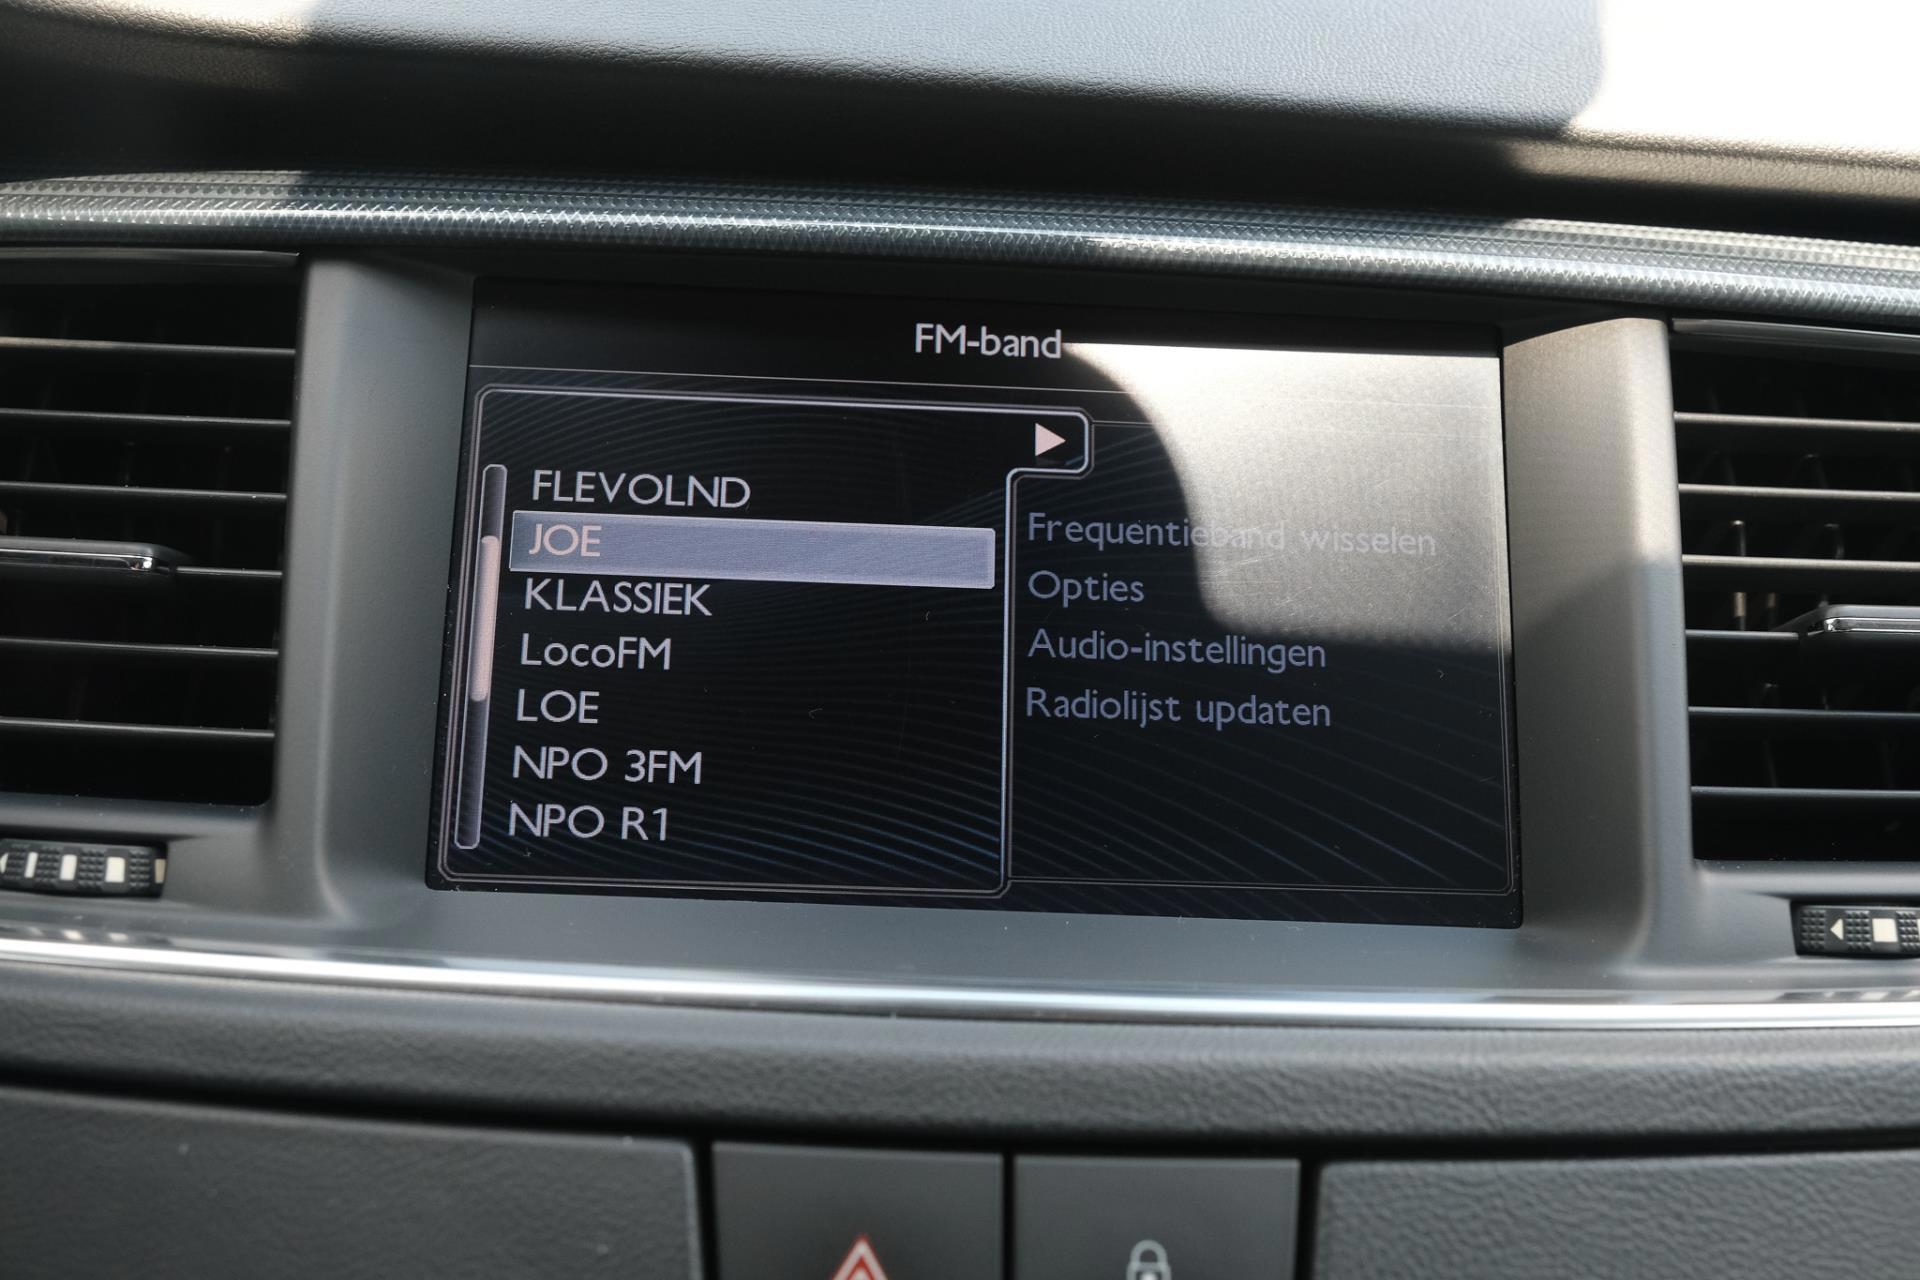 FM-band
FLEVOLND
JOE
KLASSIEK
LocoFM
LOE
NPO 3FM
NPO R1
Frequentieband wisselen
Opties
Audio-instellingen
Radiolijst updaten